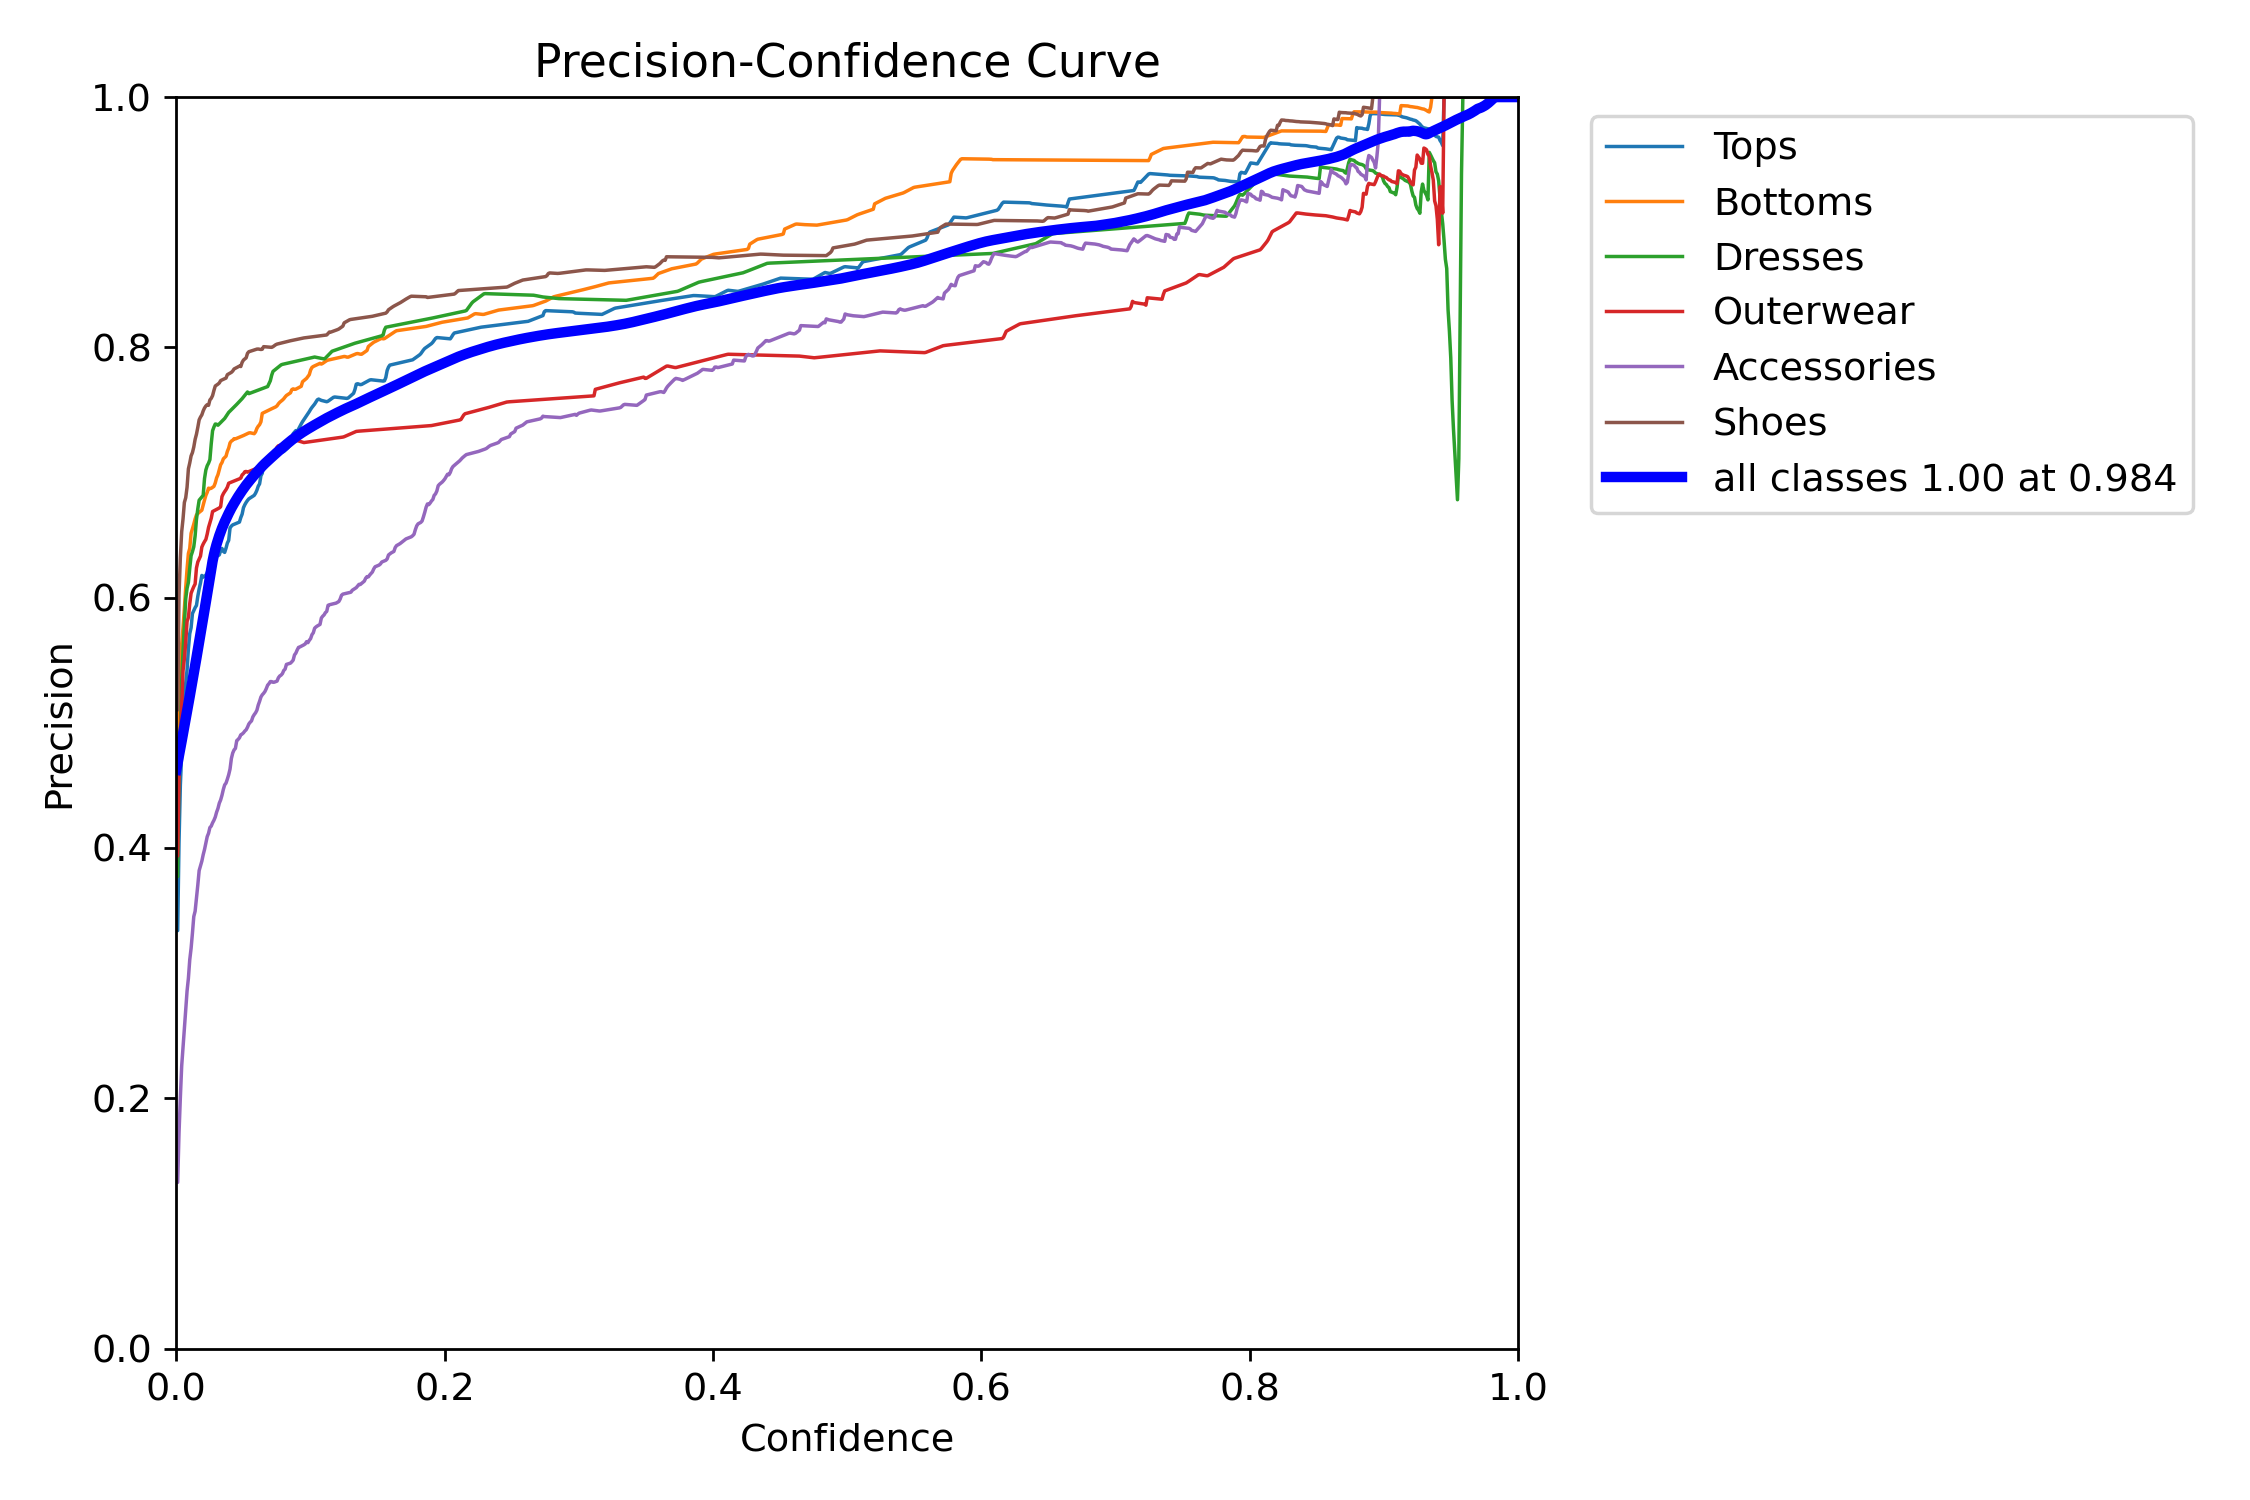 Precision-Confidence Curve
1.0
0.8
0.6
0.4
0.2
0.0
Precision
0.0 0.2 0.4 0.6 0.8 1.0
Confidence
Tops
Bottoms
Dresses
Outerwear
Accessories
Shoes
all classes 1.00 at 0.984